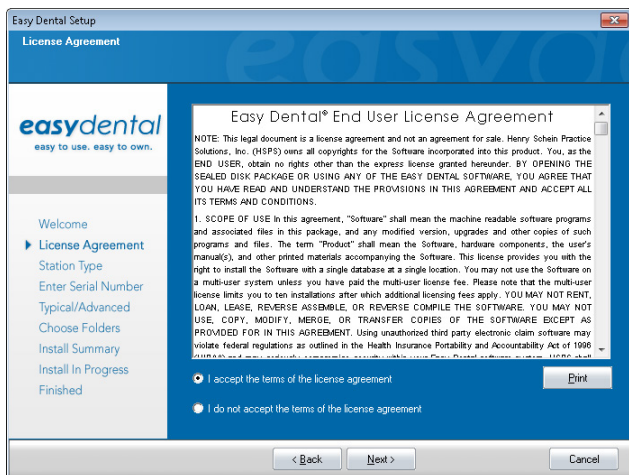 Easy Dental Setup
License Agreement
easyd
easydental
easy to use. easy to own.
Welcome
License Agreement
Station Type
Enter Serial Number
Typical/Advanced
Choose Folders
Install Summary
Install In Progress
Finished
Easy Dental® End User License Agreement
NOTE: This legal document is a license agreement and not an agreement for sale. Henry Schein Practice
Solutions, Inc. (HSPS) owns all copyrights for the Software incorporated into this product. You, as the
END USER, obtain no rights other than the express license granted hereunder. BY OPENING THE
SEALED DISK PACKAGE OR USING ANY OF THE EASY DENTAL SOFTWARE, YOU AGREE THAT
YOU HAVE READ AND UNDERSTAND THE PROVISIONS IN THIS AGREEMENT AND ACCEPT ALL
ITS TERMS AND CONDITIONS.
1. SCOPE OF USE In this agreement, "Software" shall mean the machine readable software programs
and associated files in this package, and any modified version, upgrades and other copies of such
programs and files. The term "Product" shall mean the Software, hardware components, the user's
manual(s), and other printed materials accompanying the Software. This license provides you with the
right to install the Software with a single database at a single location. You may not use the Software on
a multi-user system unless you have paid the multi-user license fee. Please note that the multi-user
license limits you to ten installations after which additional licensing fees apply. YOU MAY NOT RENT,
LOAN, LEASE, REVERSE ASSEMBLE, OR REVERSE COMPILE THE SOFTWARE. YOU MAY NOT
USE, COPY, MODIFY, MERGE, OR TRANSFER COPIES OF THE SOFTWARE EXCEPT AS
PROVIDED FOR IN THIS AGREEMENT. Using unauthorized third party electronic claim software may
violate federal regulations as outlined in the Health Insurance Portability and Accountability Act of 1996
I accept the terms of the license agreement
Print
I do not accept the terms of the license agreement
< Back
Next >
Cancel